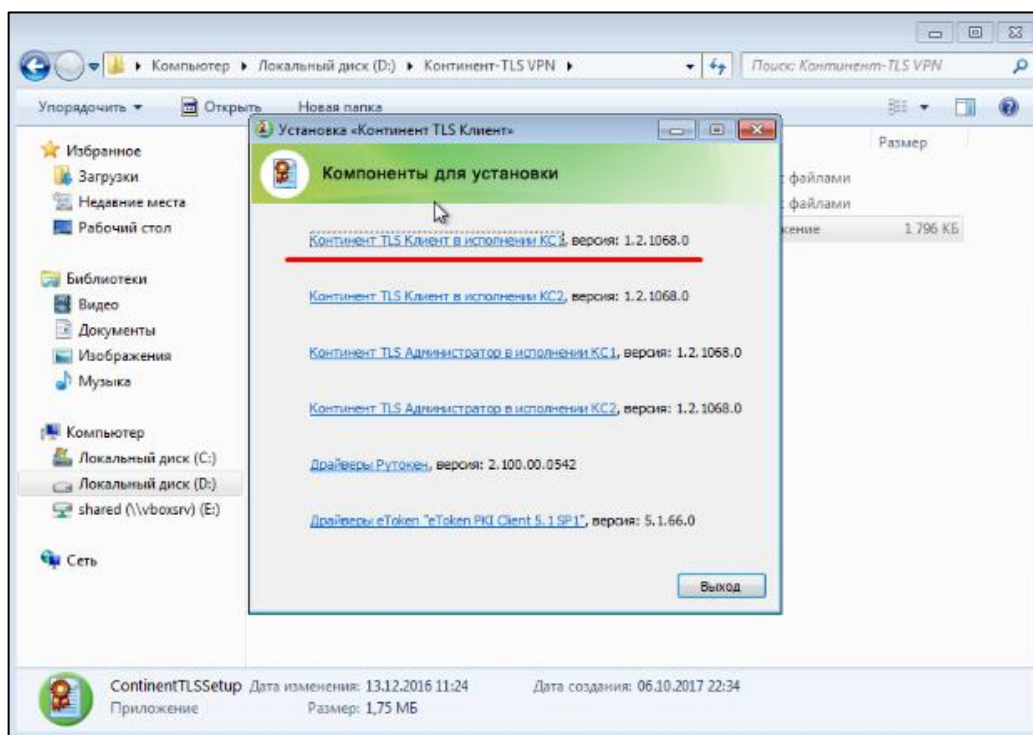 Компьютер ▸ Локальный диск (D:) ▸ Континент-TLS VPN ▸
Поиск: Континент-TLS VPN
Упорядочить Открыть Новая папка
Установка «Континент TLS Клиент»
Компоненты для установки
Континент TLS Клиент в исполнении КС1, версия: 1.2.1068.0
Континент TLS Клиент в исполнении КС2, версия: 1.2.1068.0
Континент TLS Администратор в исполнении КС1, версия: 1.2.1068.0
Континент TLS Администратор в исполнении КС2, версия: 1.2.1068.0
Драйверы Рутокен, версия: 2.100.00.0542
Драйверы eToken "eToken PKI Client 5.1 SP1", версия: 5.1.66.0
Выход
Избранное
Загрузки
Недавние места
Рабочий стол
Библиотеки
Видео
Документы
Изображения
Музыка
Компьютер
Локальный диск (C:)
Локальный диск (D:)
shared (\\vboxsrv) (E:)
Сеть
Размер
с файлами
с файлами
жение 1 796 КБ
ContinentTLSSetup Дата изменения: 13.12.2016 11:24 Дата создания: 06.10.2017 22:34
Приложение Размер: 1,75 МБ